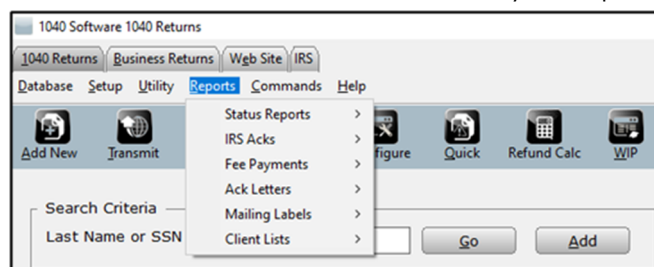 1040 Software 1040 Returns
1040 Returns Business Returns Web Site IRS
Database Setup Utility Reports Commands Help
Status Reports
IRS Acks
Fee Payments
Ack Letters
Mailing Labels
Client Lists
Add New Transmit Quick Refund Calc WIP
Search Criteria
Last Name or SSN Go Add